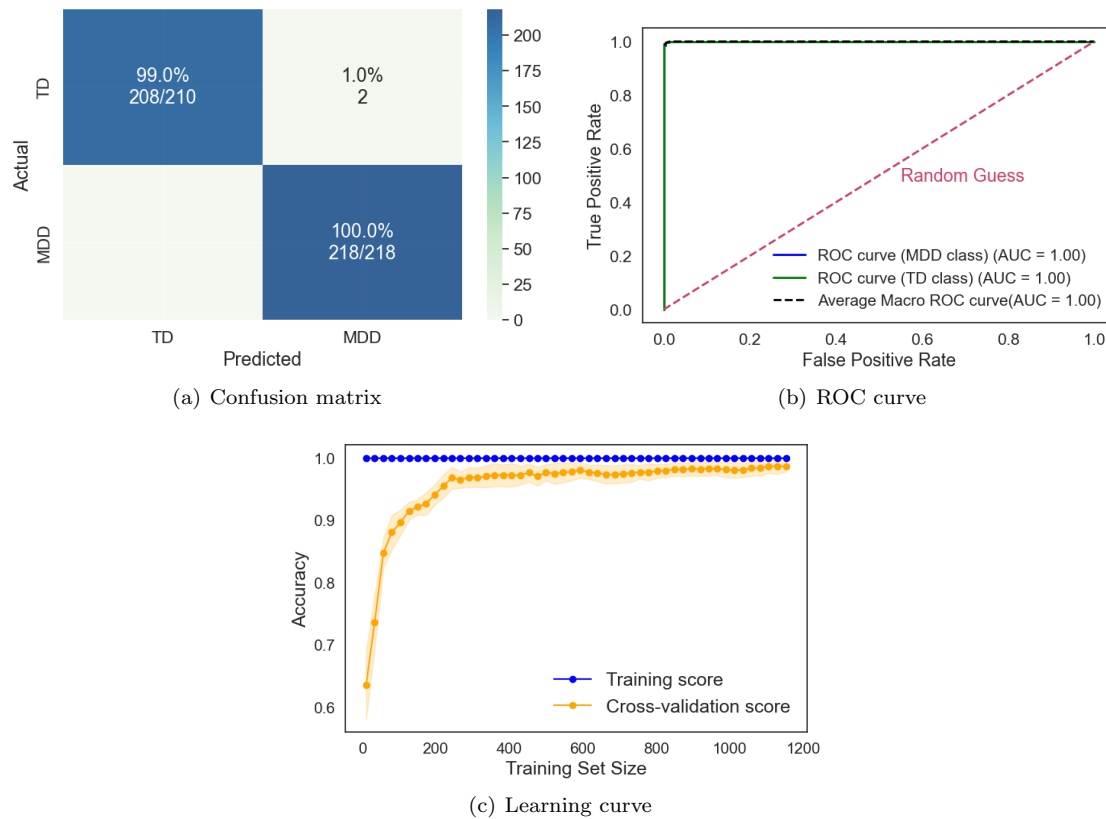 TD
99.0%
208/210
1.0%
2
Actual
MDD
100.0%
218/218
TD
MDD
Predicted
200
175
150
125
100
75
50
25
0
(a) Confusion matrix
1.0
0.8
0.6
0.4
0.2
0.0
True Positive Rate
Random Guess
ROC curve (MDD class) (AUC = 1.00)
ROC curve (TD class) (AUC = 1.00)
Average Macro ROC curve(AUC = 1.00)
0.0 0.2 0.4 0.6 0.8 1.0
False Positive Rate
(b) ROC curve
1.0
0.9
0.8
0.7
0.6
Accuracy
Training score
Cross-validation score
0 200 400 600 800 1000 1200
Training Set Size
(c) Learning curve